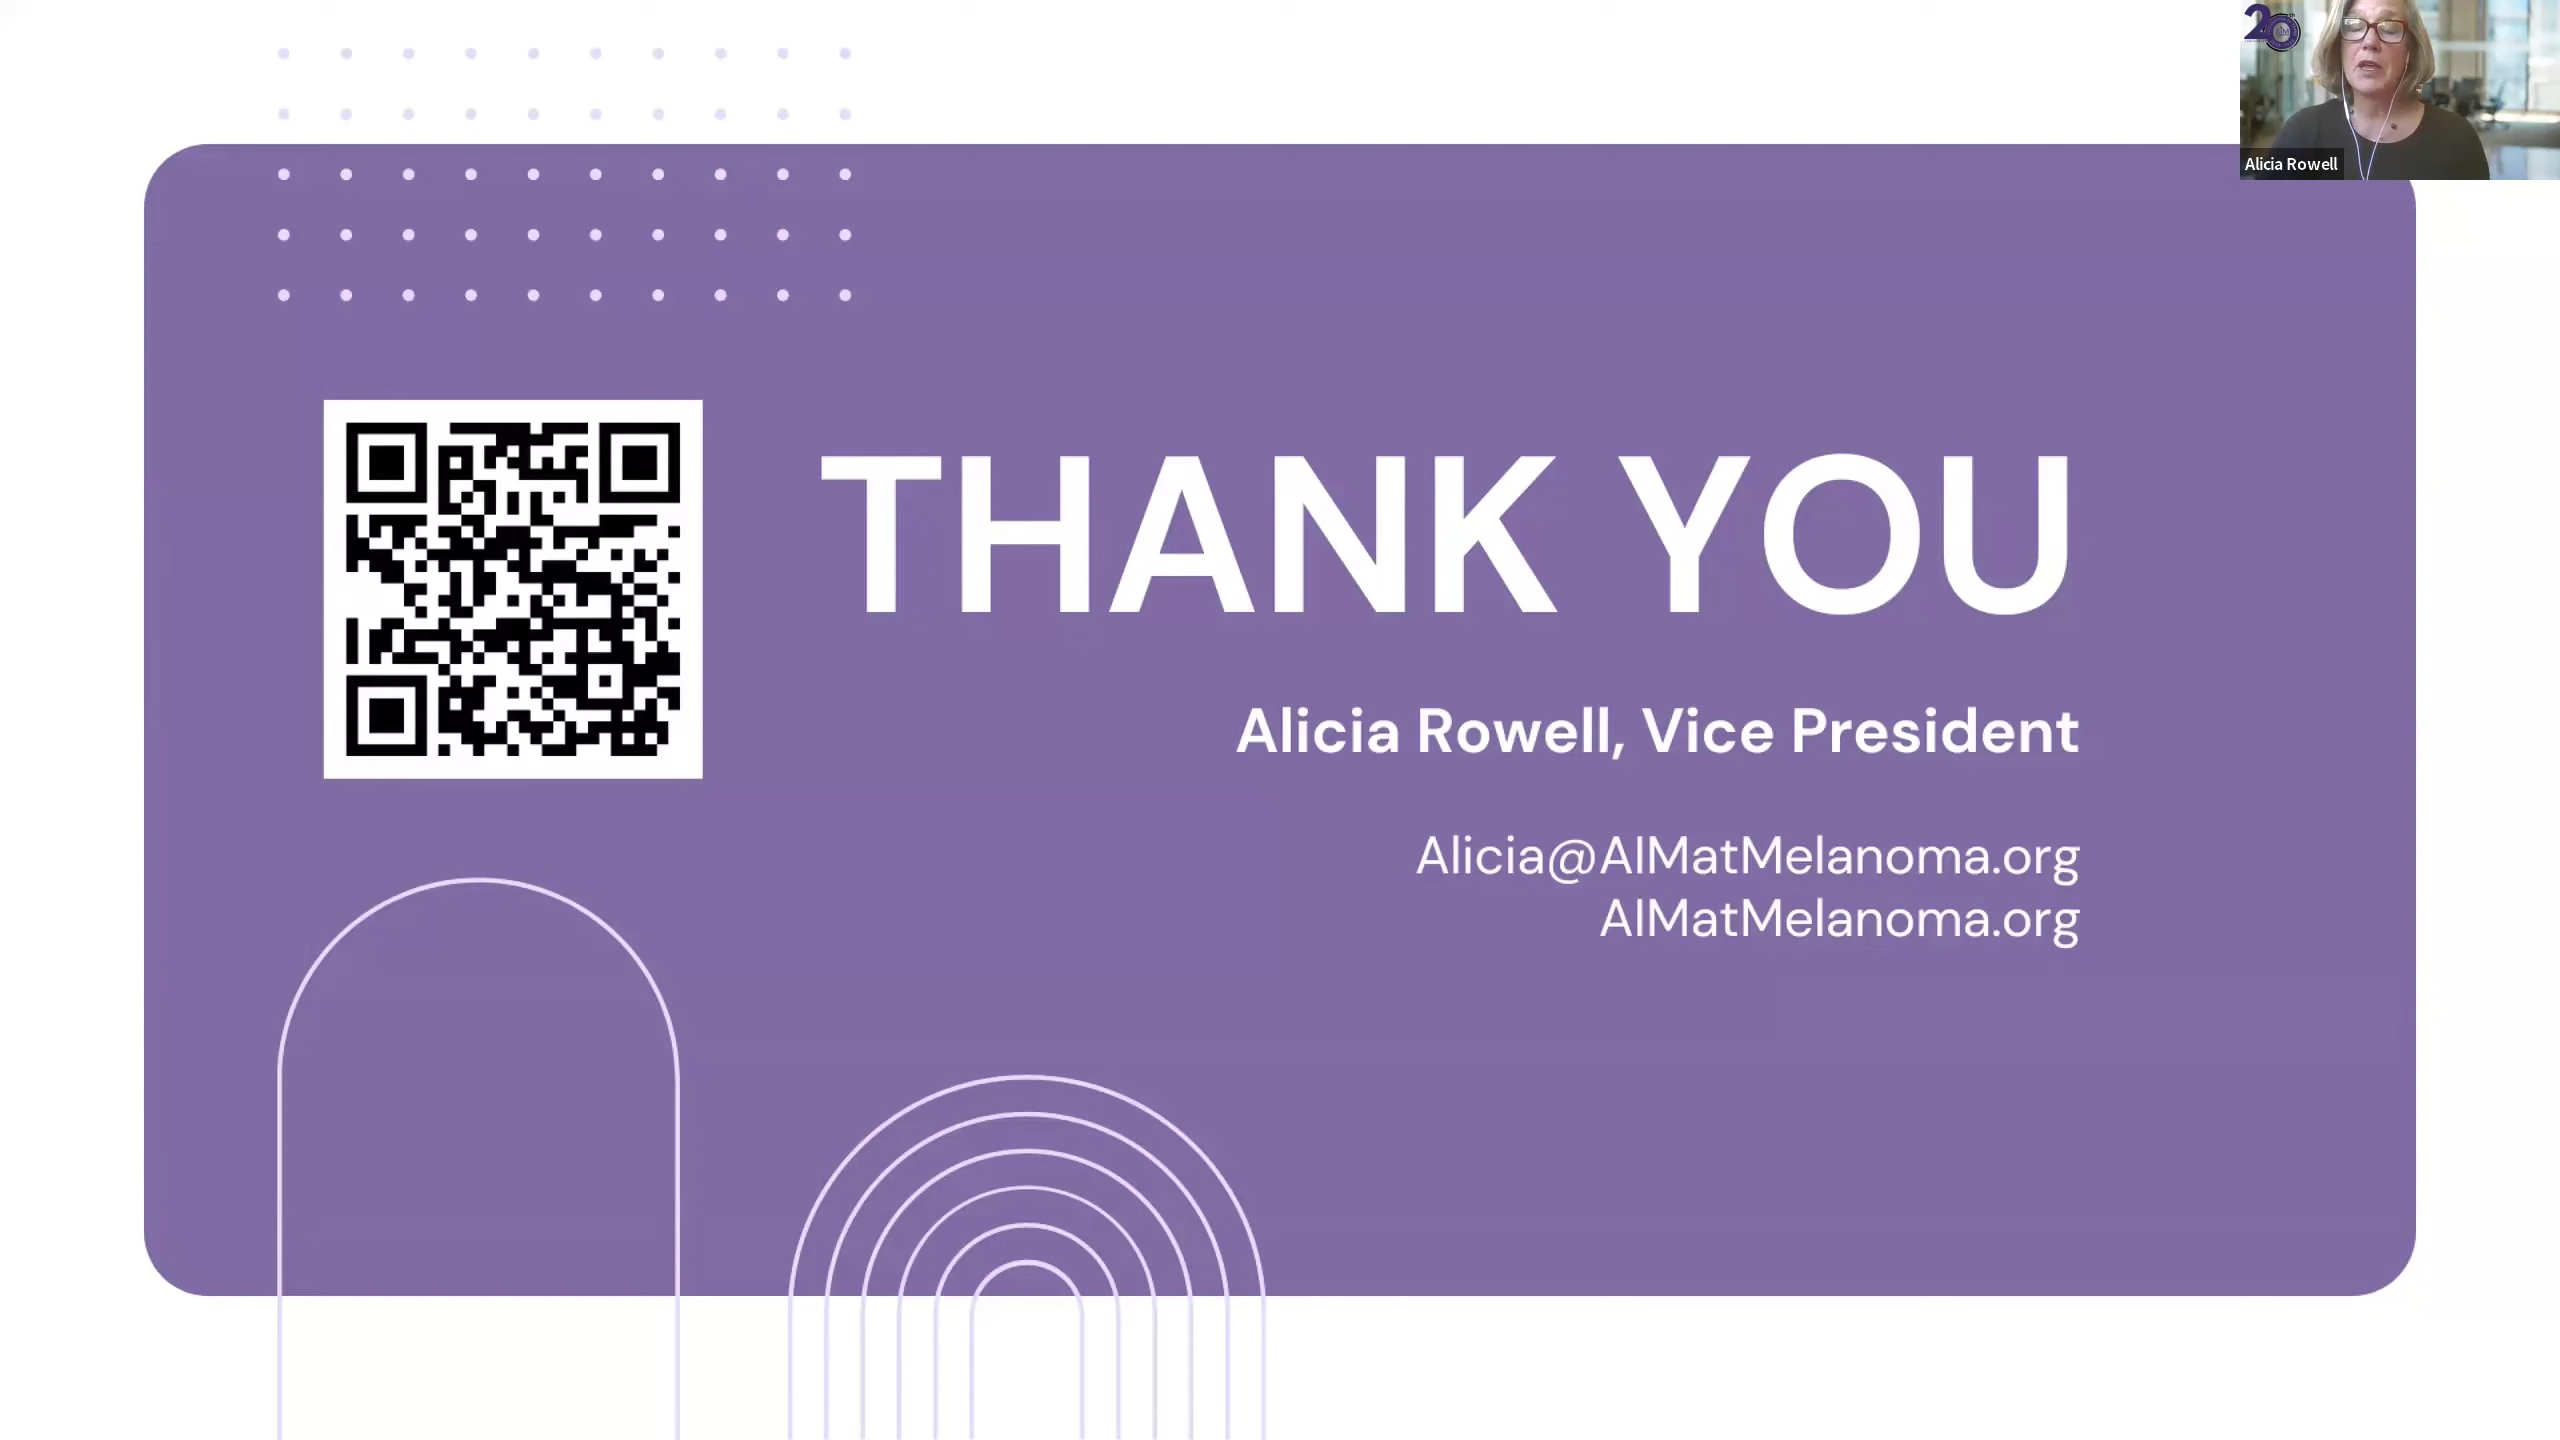 Alicia Rowell
THANK YOU
Alicia Rowell, Vice President
Alicia@AIMatMelanoma.org
AIMatMelanoma.org